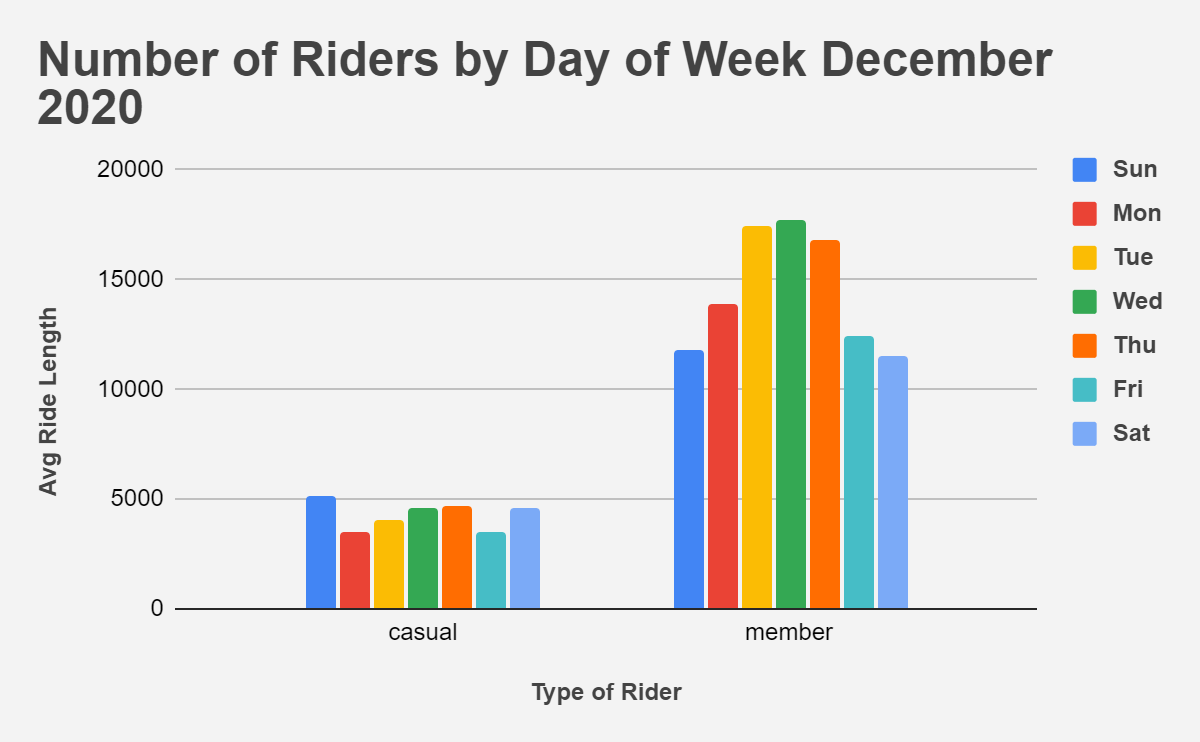 Number of Riders by Day of Week December
2020
20000
15000
10000
5000
0
Avg Ride Length
casual
member
Type of Rider
Sun
Mon
Tue
Wed
Thu
Fri
Sat